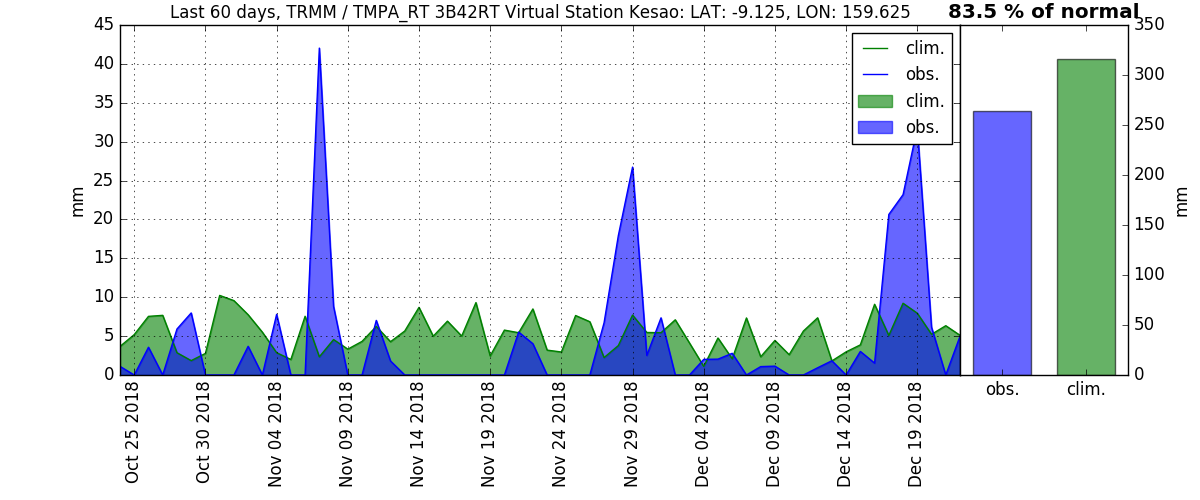 Last 60 days, TRMM / TMPA_RT 3B42RT Virtual Station Kesao: LAT: -9.125, LON: 159.625
83.5 % of normal
45
40
35
30
25
20
15
10
5
0
mm
clim.
obs.
clim.
obs.
350
300
250
200
150
100
50
0
mm
Oct 25 2018
Oct 30 2018
Nov 04 2018
Nov 09 2018
Nov 14 2018
Nov 19 2018
Nov 24 2018
Nov 29 2018
Dec 04 2018
Dec 09 2018
Dec 14 2018
Dec 19 2018
obs.
clim.